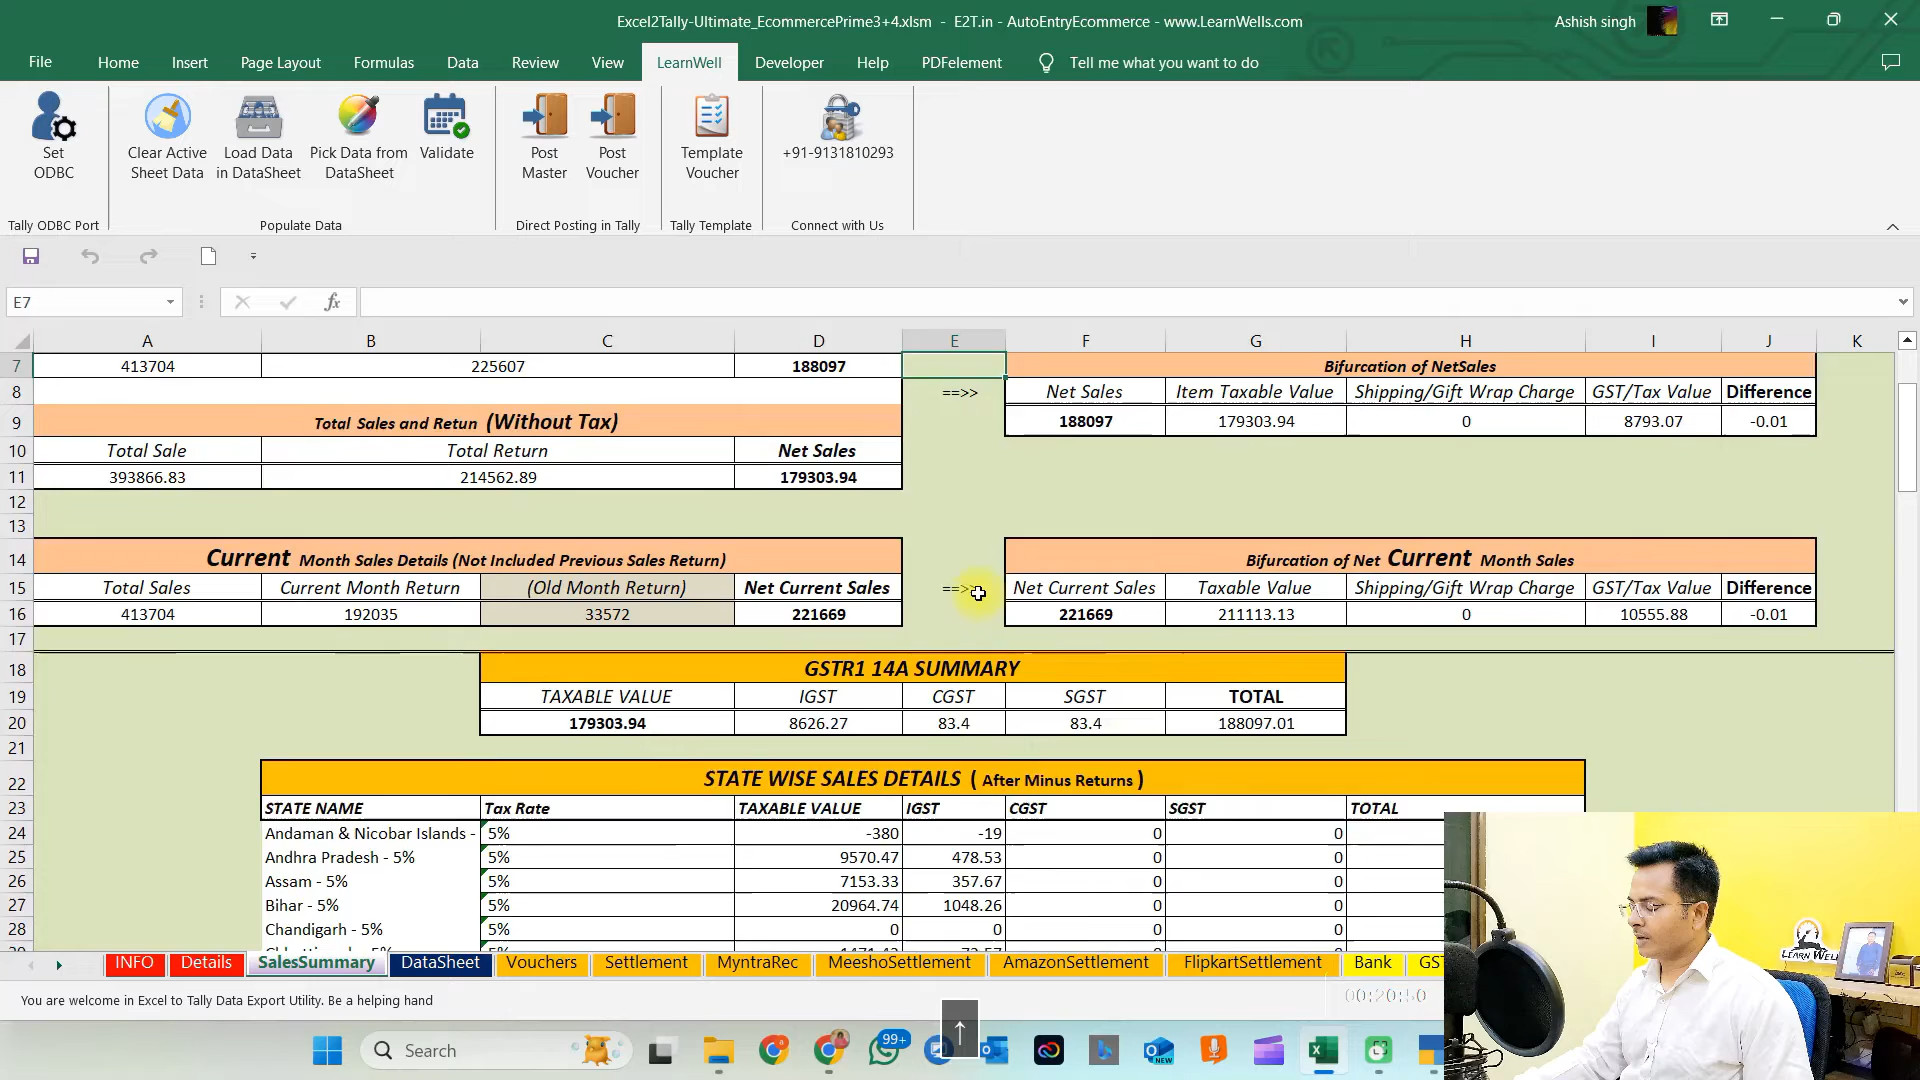 Excel2Tally-Ultimate_EcommercePrime3+4.xlsm - E2T.in - AutoEntryEcommerce - www.LearnWells.com
Ashish singh
File Home Insert Page Layout Formulas Data Review View LearnWell Developer Help PDFelement Tell me what you want to do
Set ODBC
Clear Active Sheet Data
Load Data in DataSheet
Pick Data from DataSheet
Validate
Post Master
Post Voucher
Template Voucher
+91-9131810293
Tally ODBC Port Populate Data Direct Posting in Tally Tally Template Connect with Us
E7 fx
A B C D E F G H I J K
7 413704 225607 188097 Bifurcation of NetSales
8 ==>> Net Sales Item Taxable Value Shipping/Gift Wrap Charge GST/Tax Value Difference
9 Total Sales and Retun (Without Tax) 188097 179303.94 0 8793.07 -0.01
10 Total Sale Total Return Net Sales
11 393866.83 214562.89 179303.94
12
13
14 Current Month Sales Details (Not Included Previous Sales Return) Bifurcation of Net Current Month Sales
15 Total Sales Current Month Return (Old Month Return) Net Current Sales ==>> Net Current Sales Taxable Value Shipping/Gift Wrap Charge GST/Tax Value Difference
16 413704 192035 33572 221669 221669 211113.13 0 10555.88 -0.01
17
18 GSTR1 14A SUMMARY
19 TAXABLE VALUE IGST CGST SGST TOTAL
20 179303.94 8626.27 83.4 83.4 188097.01
21
22 STATE WISE SALES DETAILS ( After Minus Returns )
23 STATE NAME Tax Rate TAXABLE VALUE IGST CGST SGST TOTAL
24 Andaman & Nicobar Islands - 5% -380 -19 0 0
25 Andhra Pradesh - 5% 5% 9570.47 478.53 0 0
26 Assam - 5% 5% 7153.33 357.67 0 0
27 Bihar - 5% 5% 20964.74 1048.26 0 0
28 Chandigarh - 5% 5% 0 0 0 0
INFO Details SalesSummary DataSheet Vouchers Settlement MyntraRec MeeshoSettlement AmazonSettlement FlipkartSettlement Bank GS
You are welcome in Excel to Tally Data Export Utility. Be a helping hand
00:20:50
LEARN WELL
Search
99+